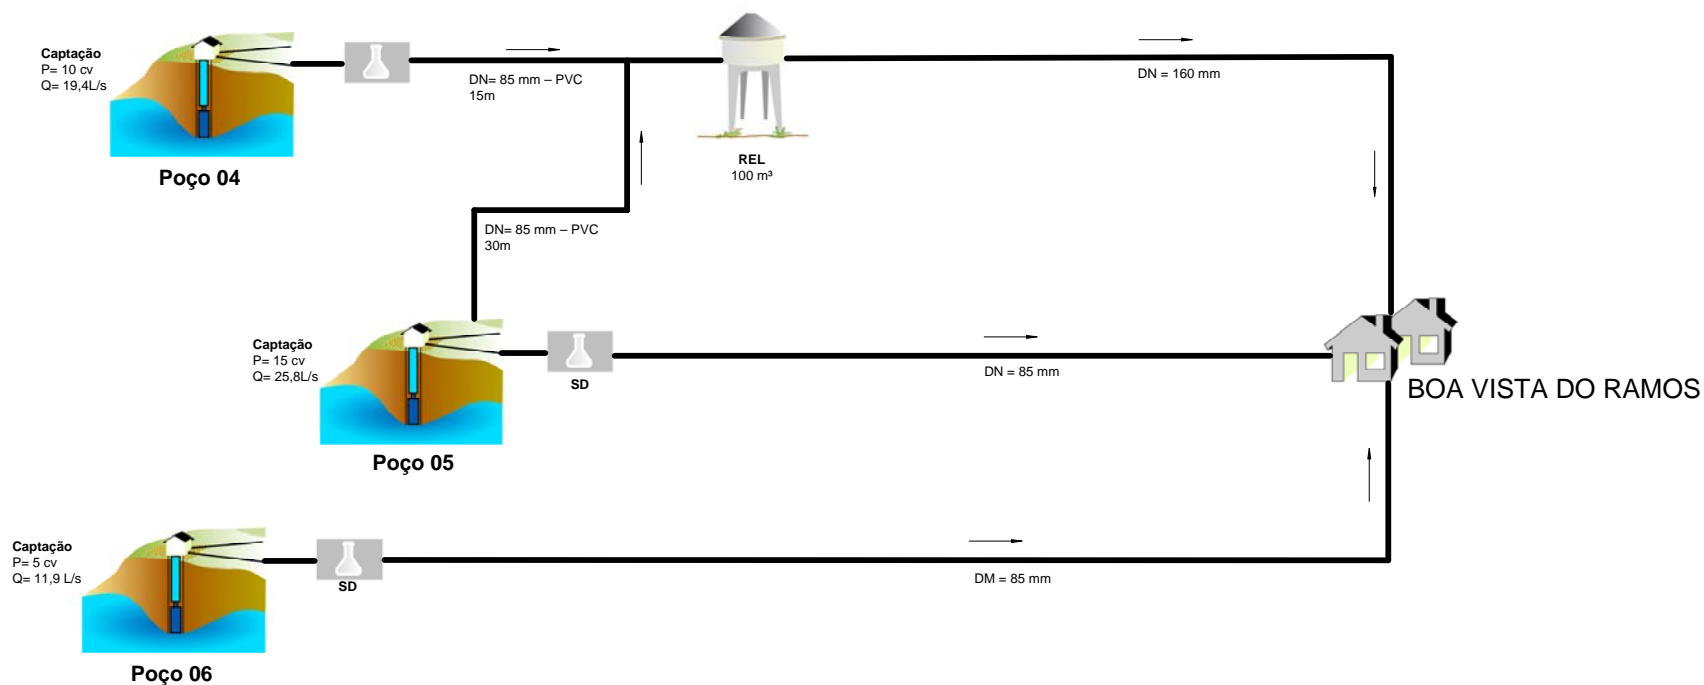 Captação
P= 10 cv
Q= 19,4L/s
Poço 04
DN= 85 mm – PVC
15m
REL
100 m³
DN = 160 mm
DN= 85 mm – PVC
30m
Captação
P= 15 cv
Q= 25,8L/s
Poço 05
SD
DN = 85 mm
BOA VISTA DO RAMOS
Captação
P= 5 cv
Q= 11,9 L/s
Poço 06
SD
DM = 85 mm